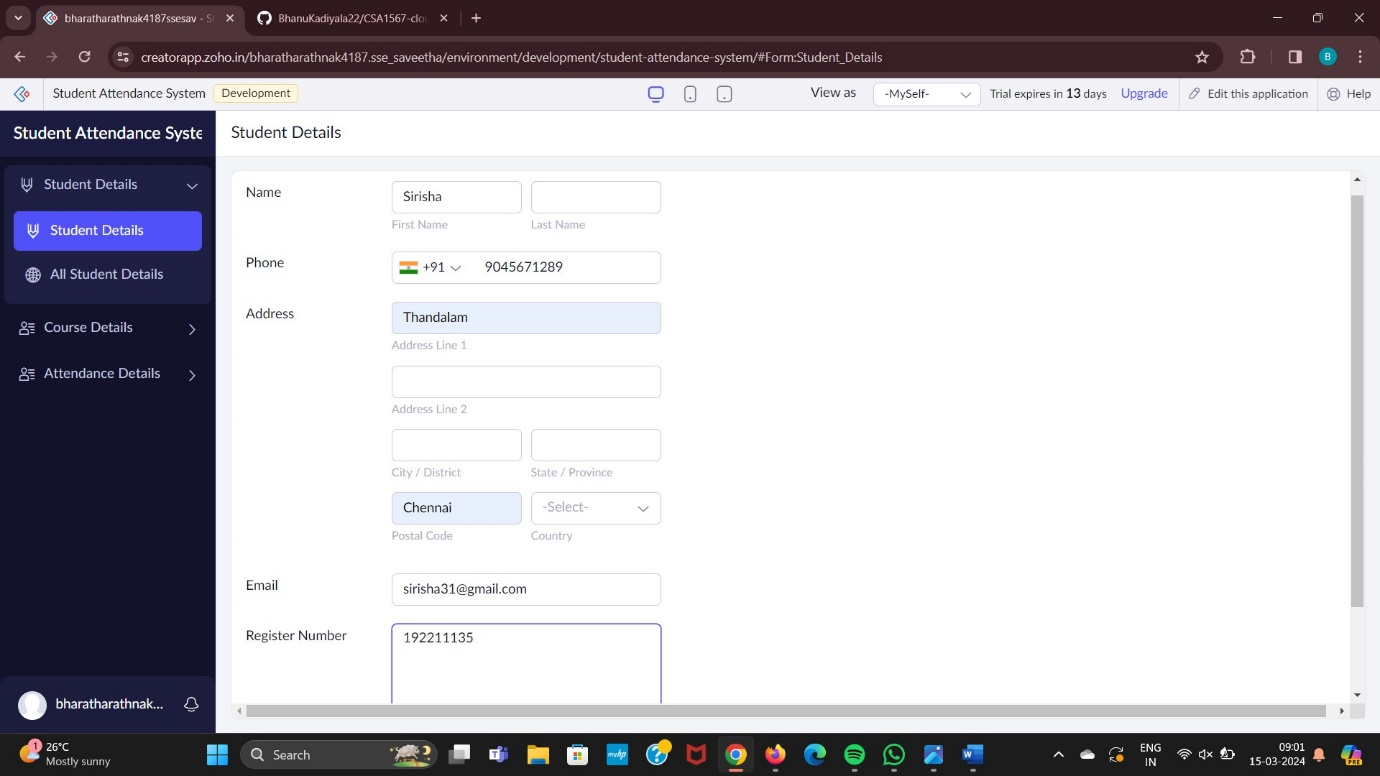 bharatharathnak4187ssesav - S
BhanuKadiyala22/CSA1567-clo
creatorapp.zoho.in/bharatharathnak4187.sse_saveetha/environment/development/student-attendance-system/#Form:Student_Details
B
Student Attendance System
Development
View as
-MySelf-
Trial expires in 13 days
Upgrade
Edit this application
Help
Student Attendance Syste
Student Details
Student Details
All Student Details
Course Details
Attendance Details
bharatharathnak...
Student Details
Name
Sirisha
First Name
Last Name
Phone
+91
9045671289
Address
Thandalam
Address Line 1
Address Line 2
City / District
State / Province
Chennai
-Select-
Postal Code
Country
Email
sirisha31@gmail.com
Register Number
192211135
1
26°C
Mostly sunny
Search
myhp
ENG
IN
09:01
15-03-2024
PRE